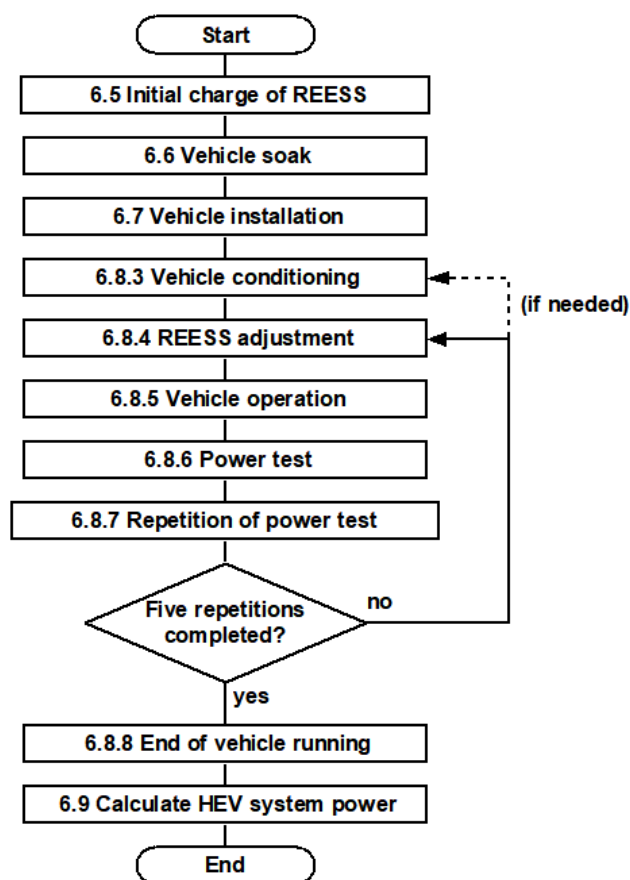 Start
6.5 Initial charge of REESS
6.6 Vehicle soak
6.7 Vehicle installation
6.8.3 Vehicle conditioning
(if needed)
6.8.4 REESS adjustment
6.8.5 Vehicle operation
6.8.6 Power test
6.8.7 Repetition of power test
Five repetitions
completed?
no
yes
6.8.8 End of vehicle running
6.9 Calculate HEV system power
End